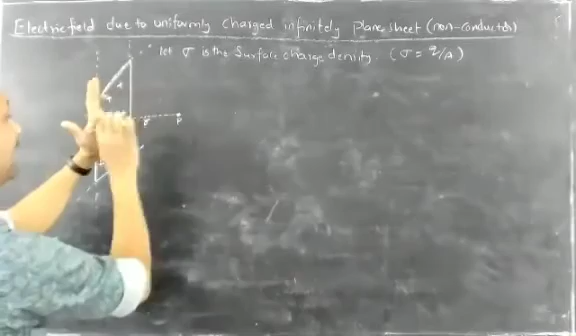 Electric field due to uniformly charged infinitely plane sheet (non-conductor)
let σ is the Surface charge density. (σ = q/A)
r P